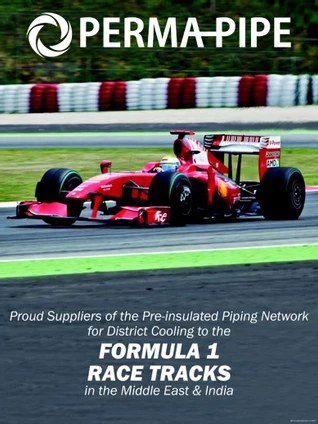 PERMA-PIPE
Proud Suppliers of the Pre-insulated Piping Network
for District Cooling to the
FORMULA 1
RACE TRACKS
in the Middle East & India